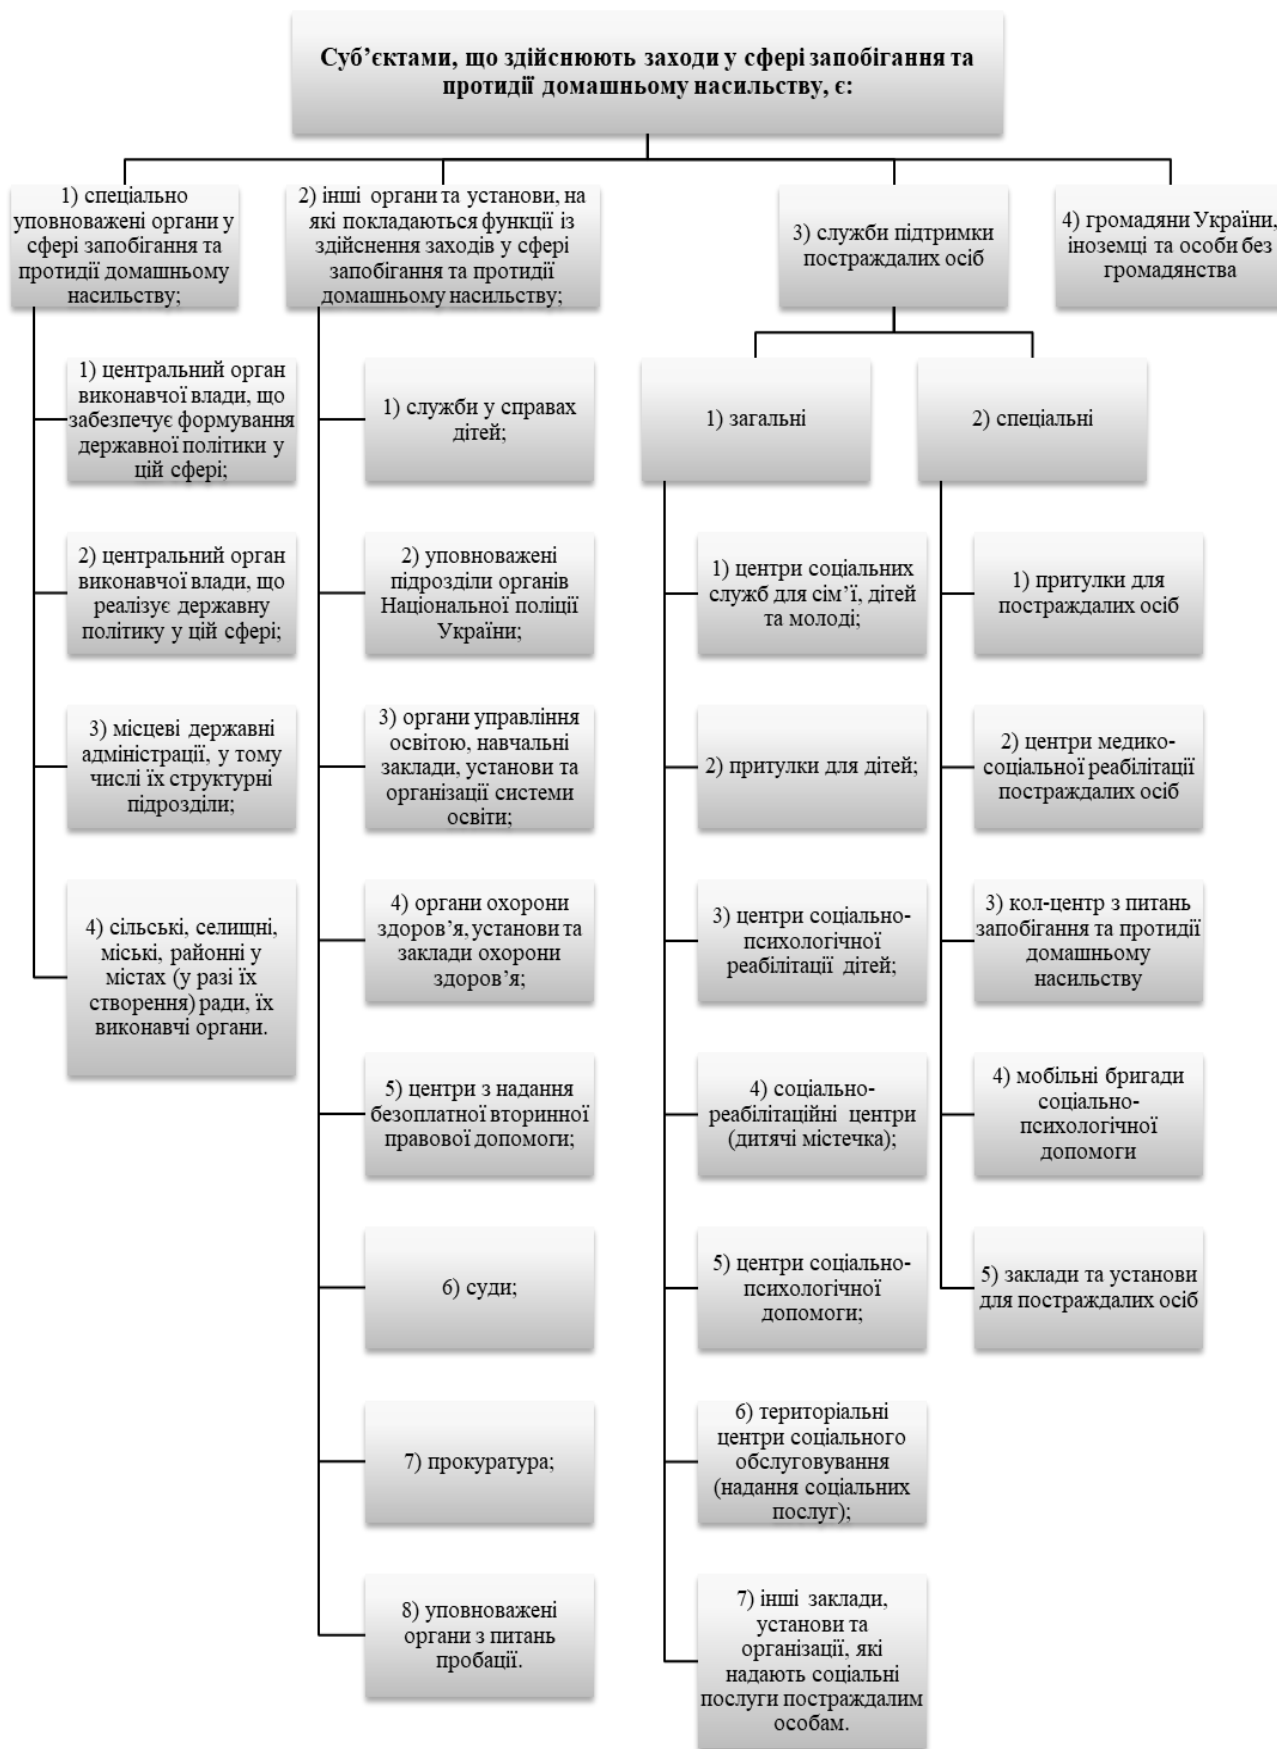 Суб’єктами, що здійснюють заходи у сфері запобігання та
протидії домашньому насильству, є:
1) спеціально
уповноважені органи у
сфері запобігання та
протидії домашньому
насильству;
1) центральний орган
виконавчої влади, що
забезпечує формування
державної політики у
цій сфері;
2) центральний орган
виконавчої влади, що
реалізує державну
політику у цій сфері;
3) місцеві державні
адміністрації, у тому
числі їх структурні
підрозділи;
4) сільські, селищні,
міські, районні у
містах (у разі їх
створення) ради, їх
виконавчі органи.
2) інші органи та установи, на
які покладаються функції із
здійснення заходів у сфері
запобігання та протидії
домашньому насильству;
1) служби у справах
дітей;
2) уповноважені
підрозділи органів
Національної поліції
України;
3) органи управління
освітою, навчальні
заклади, установи та
організації системи
освіти;
4) органи охорони
здоров’я, установи та
заклади охорони
здоров’я;
5) центри з надання
безоплатної вторинної
правової допомоги;
6) суди;
7) прокуратура;
8) уповноважені
органи з питань
пробації.
3) служби підтримки
постраждалих осіб
1) загальні
1) центри соціальних
служб для сім’ї, дітей
та молоді;
2) притулки для дітей;
3) центри соціально-
психологічної
реабілітації дітей;
4) соціально-
реабілітаційні центри
(дитячі містечка);
5) центри соціально-
психологічної
допомоги;
6) територіальні
центри соціального
обслуговування
(надання соціальних
послуг);
7) інші заклади,
установи та
організації, які
надають соціальні
послуги постраждалим
особам.
2) спеціальні
1) притулки для
постраждалих осіб
2) центри медико-
соціальної реабілітації
постраждалих осіб
3) кол-центр з питань
запобігання та протидії
домашньому
насильству
4) мобільні бригади
соціально-
психологічної
допомоги
5) заклади та установи
для постраждалих осіб
4) громадяни України,
іноземці та особи без
громадянства